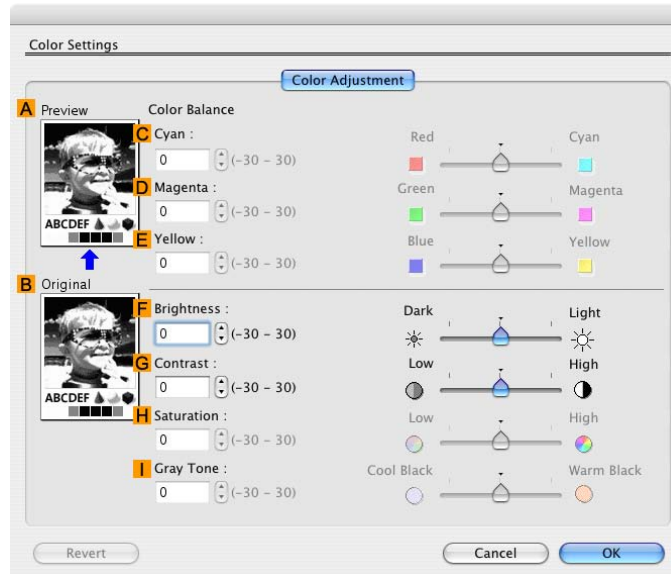 Color Settings
Color Adjustment
A Preview
ABCDEF
B Original
ABCDEF
Color Balance
C Cyan :
0 (-30 – 30)
Red Cyan
D Magenta :
0 (-30 – 30)
Green Magenta
E Yellow :
0 (-30 – 30)
Blue Yellow
F Brightness :
0 (-30 – 30)
Dark Light
G Contrast :
0 (-30 – 30)
Low High
H Saturation :
0 (-30 – 30)
Low High
I Gray Tone :
0 (-30 – 30)
Cool Black Warm Black
Revert Cancel OK